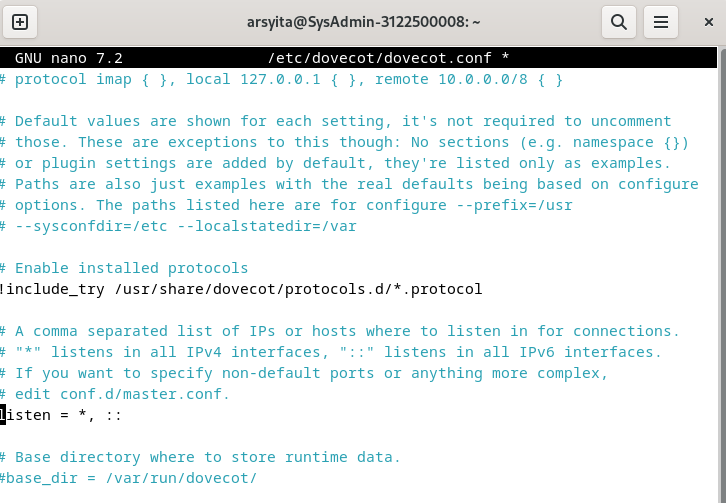 arsyita@SysAdmin-3122500008: ~
GNU nano 7.2 /etc/dovecot/dovecot.conf *
# protocol imap { }, local 127.0.0.1 { }, remote 10.0.0.0/8 { }
# Default values are shown for each setting, it's not required to uncomment
# those. These are exceptions to this though: No sections (e.g. namespace {})
# or plugin settings are added by default, they're listed only as examples.
# Paths are also just examples with the real defaults being based on configure
# options. The paths listed here are for configure --prefix=/usr
# --sysconfdir=/etc --localstatedir=/var
# Enable installed protocols
!include_try /usr/share/dovecot/protocols.d/*.protocol
# A comma separated list of IPs or hosts where to listen in for connections.
# "*" listens in all IPv4 interfaces, "::" listens in all IPv6 interfaces.
# If you want to specify non-default ports or anything more complex,
# edit conf.d/master.conf.
listen = *, ::
# Base directory where to store runtime data.
#base_dir = /var/run/dovecot/